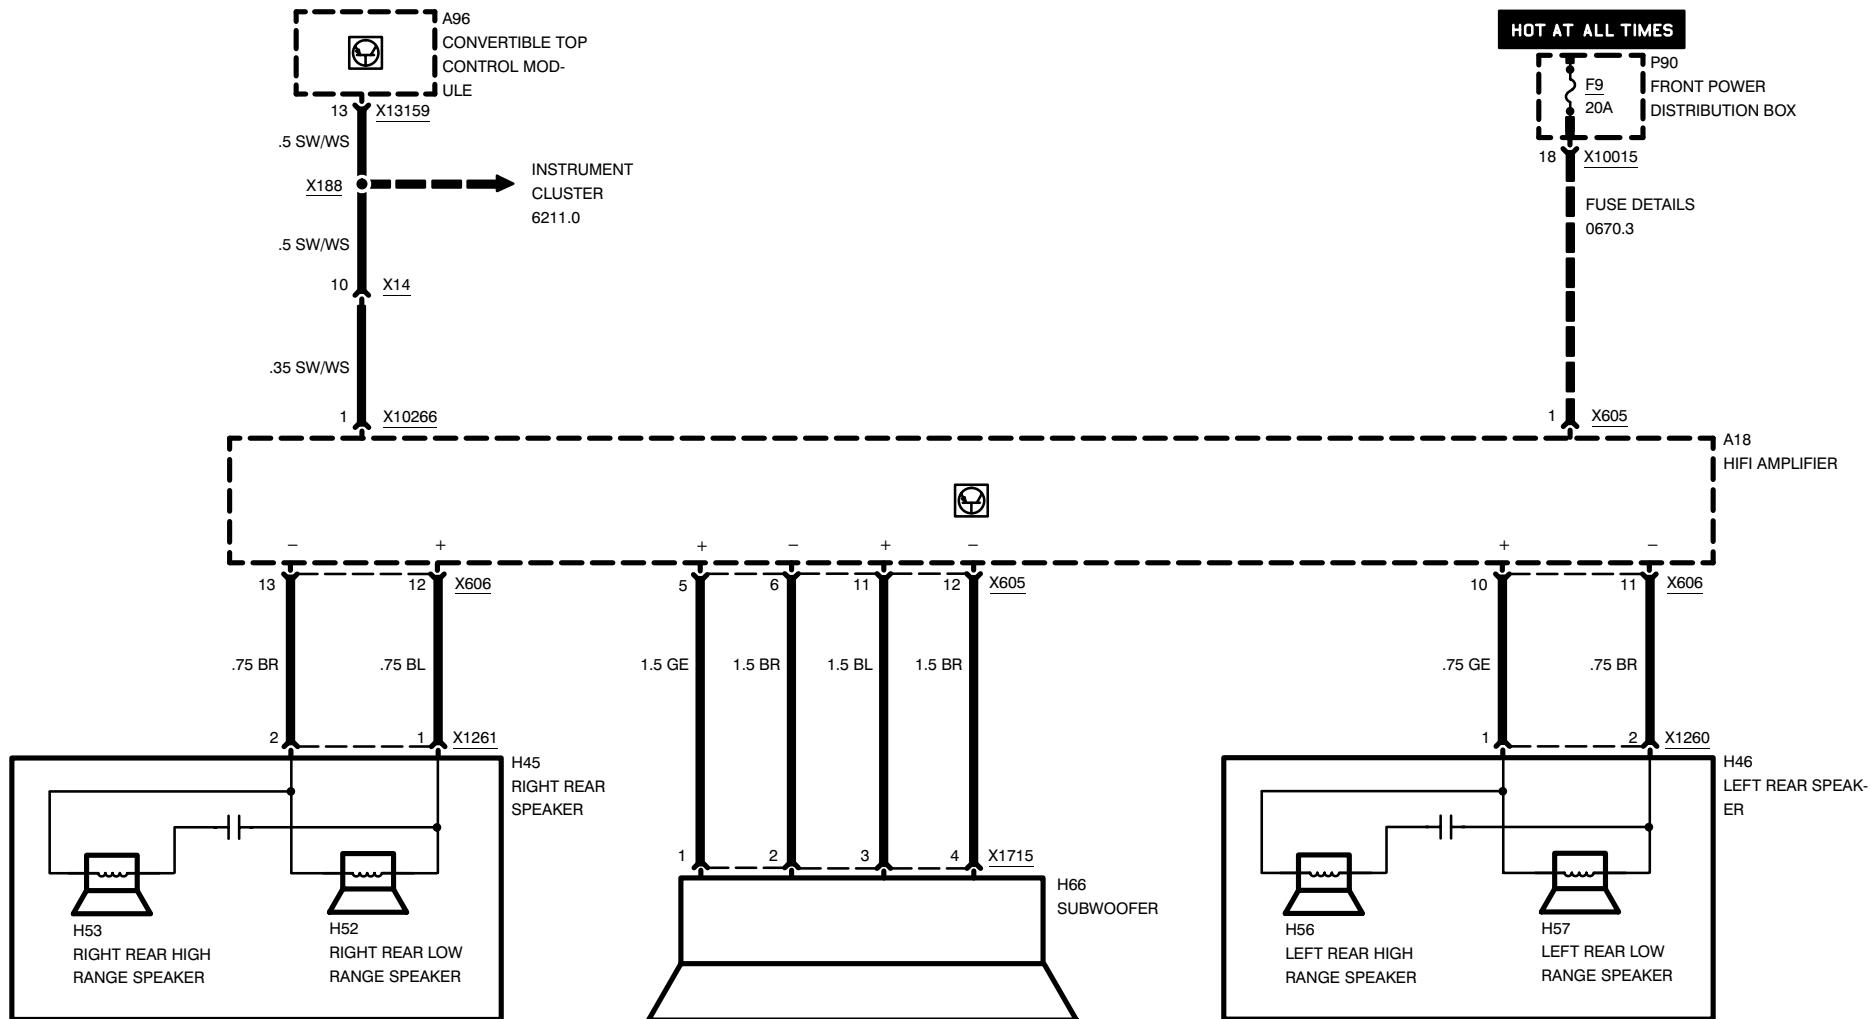 A96
CONVERTIBLE TOP
CONTROL MOD-
ULE
HOT AT ALL TIMES
P90
FRONT POWER
DISTRIBUTION BOX
F9
20A
13 X13159
18 X10015
.5 SW/WS
X188
INSTRUMENT
CLUSTER
6211.0
FUSE DETAILS
0670.3
.5 SW/WS
10 X14
.35 SW/WS
1 X10266
1 X605
A18
HIFI AMPLIFIER
− + + − + − + −
13 12 X606 5 6 11 12 X605 10 11 X606
.75 BR .75 BL 1.5 GE 1.5 BR 1.5 BL 1.5 BR .75 GE .75 BR
2 1 X1261 1 2 X1260
H45
RIGHT REAR
SPEAKER
H46
LEFT REAR SPEAK-
ER
1 2 3 4 X1715
H66
SUBWOOFER
H53
RIGHT REAR HIGH
RANGE SPEAKER
H52
RIGHT REAR LOW
RANGE SPEAKER
H56
LEFT REAR HIGH
RANGE SPEAKER
H57
LEFT REAR LOW
RANGE SPEAKER